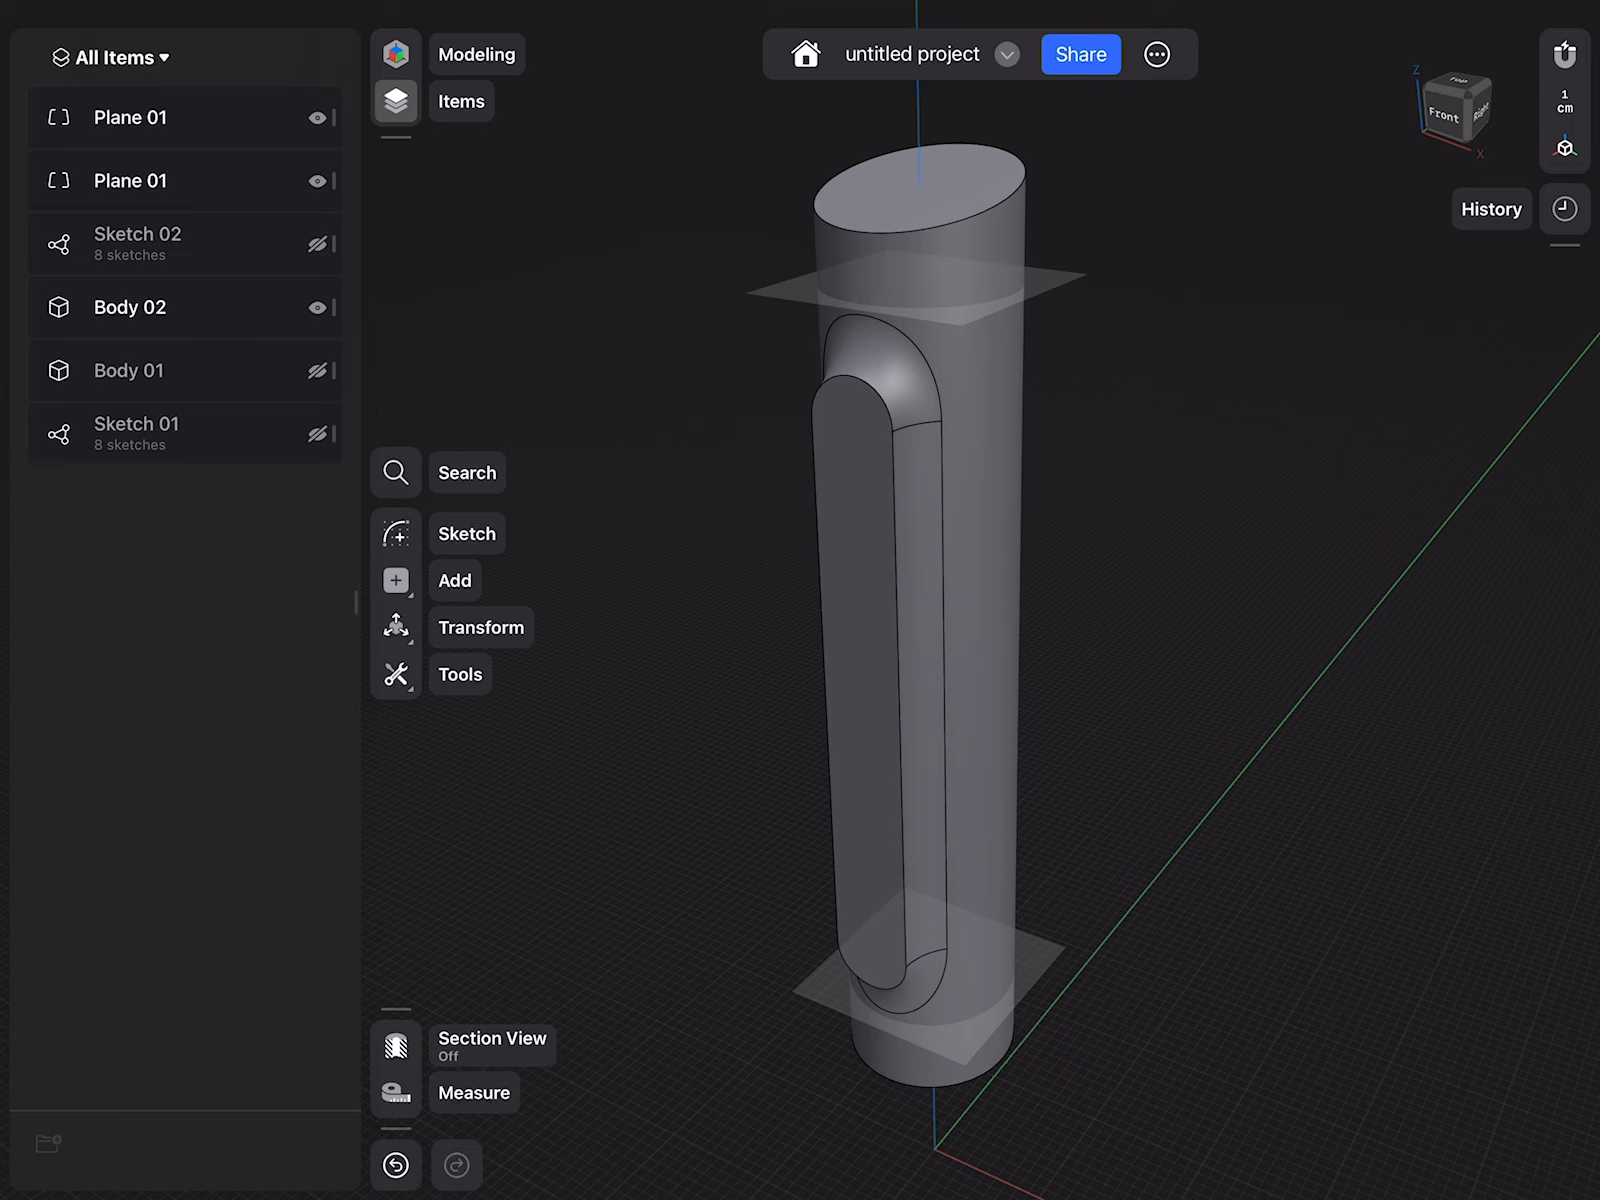 All Items
Plane 01
Plane 01
Sketch 02
8 sketches
Body 02
Body 01
Sketch 01
8 sketches
Modeling
Items
untitled project
Share
Search
Sketch
Add
Transform
Tools
Section View
Off
Measure
Z
Top
Front
Right
X
1
cm
History